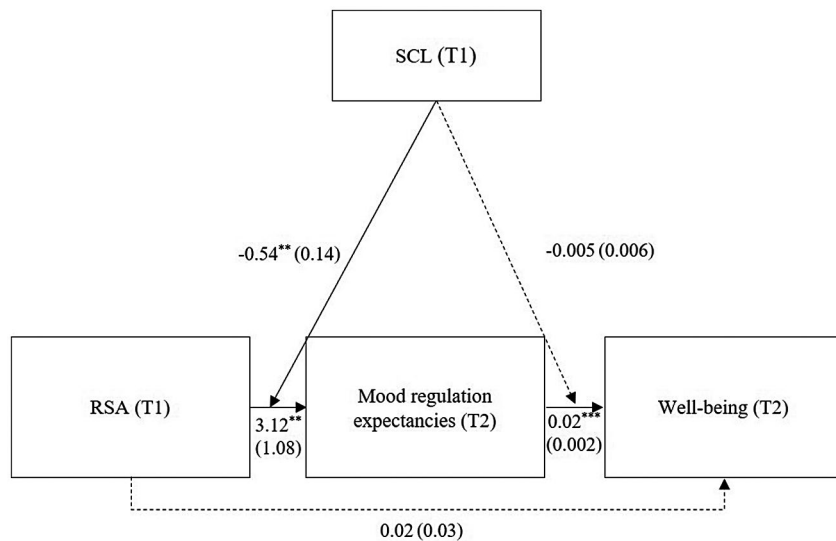 SCL (T1)
-0.54** (0.14)
-0.005 (0.006)
RSA (T1)
3.12**
(1.08)
Mood regulation
expectancies (T2)
0.02***
(0.002)
Well-being (T2)
0.02 (0.03)